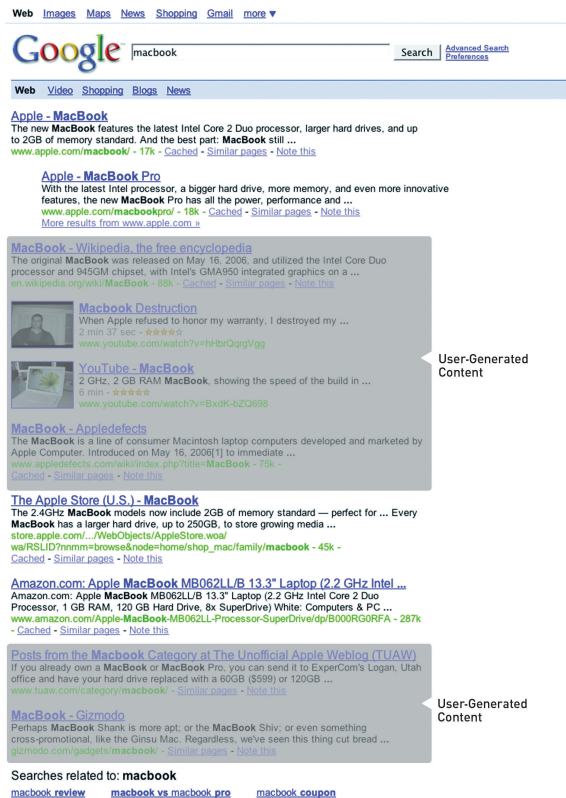 Web Images Maps News Shopping Gmail more ▼
Google™ macbook Search Advanced Search
Preferences
Web Video Shopping Blogs News
Apple - MacBook
The new MacBook features the latest Intel Core 2 Duo processor, larger hard drives, and up
to 2GB of memory standard. And the best part: MacBook still ...
www.apple.com/macbook/ - 17k - Cached - Similar pages - Note this
Apple - MacBook Pro
With the latest Intel processor, a bigger hard drive, more memory, and even more innovative
features, the new MacBook Pro has all the power, performance and ...
www.apple.com/macbookpro/ - 18k - Cached - Similar pages - Note this
More results from www.apple.com »
MacBook - Wikipedia, the free encyclopedia
The original MacBook was released on May 16, 2006, and utilized the Intel Core Duo
processor and 945GM chipset, with Intel's GMA950 integrated graphics on a ...
en.wikipedia.org/wiki/MacBook - 88k - Cached - Similar pages - Note this
Macbook Destruction
When Apple refused to honor my warranty, I destroyed my ...
2 min 37 sec -
www.youtube.com/watch?v=hHbrQqrgVgg
YouTube - MacBook
2 GHz, 2 GB RAM MacBook, showing the speed of the build in ...
6 min -
www.youtube.com/watch?v=BxdK-bZQ698
User-Generated
Content
MacBook - Appledefects
The MacBook is a line of consumer Macintosh laptop computers developed and marketed by
Apple Computer. Introduced on May 16, 2006[1] to immediate ...
www.appledefects.com/wiki/index.php?title=MacBook - 75k -
Cached - Similar pages - Note this
The Apple Store (U.S.) - MacBook
The 2.4GHz MacBook models now include 2GB of memory standard — perfect for ... Every
MacBook has a larger hard drive, up to 250GB, to store growing media ...
store.apple.com/.../WebObjects/AppleStore.woa/
wa/RSLID?nnmm=browse&node=home/shop_mac/family/macbook - 45k -
Cached - Similar pages - Note this
Amazon.com: Apple MacBook MB062LL/B 13.3" Laptop (2.2 GHz Intel ...
Amazon.com: Apple MacBook MB062LL/B 13.3" Laptop (2.2 GHz Intel Core 2 Duo
Processor, 1 GB RAM, 120 GB Hard Drive, 8x SuperDrive) White: Computers & PC ...
www.amazon.com/Apple-MacBook-MB062LL-Processor-SuperDrive/dp/B000RG0RFA - 287k
- Cached - Similar pages - Note this
Posts from the Macbook Category at The Unofficial Apple Weblog (TUAW)
If you already own a MacBook or MacBook Pro, you can send it to ExperCom's Logan, Utah
office and have your hard drive replaced with a 60GB ($599) or 120GB ...
www.tuaw.com/category/macbook/ - Similar pages - Note this
User-Generated
Content
MacBook - Gizmodo
Perhaps MacBook Shank is more apt; or the MacBook Shiv; or even something
cross-promotional, like the Ginsu Mac. Regardless, we've seen this thing cut bread ...
gizmodo.com/gadgets/macbook/ - Similar pages - Note this
Searches related to: macbook
macbook review macbook vs macbook pro macbook coupon